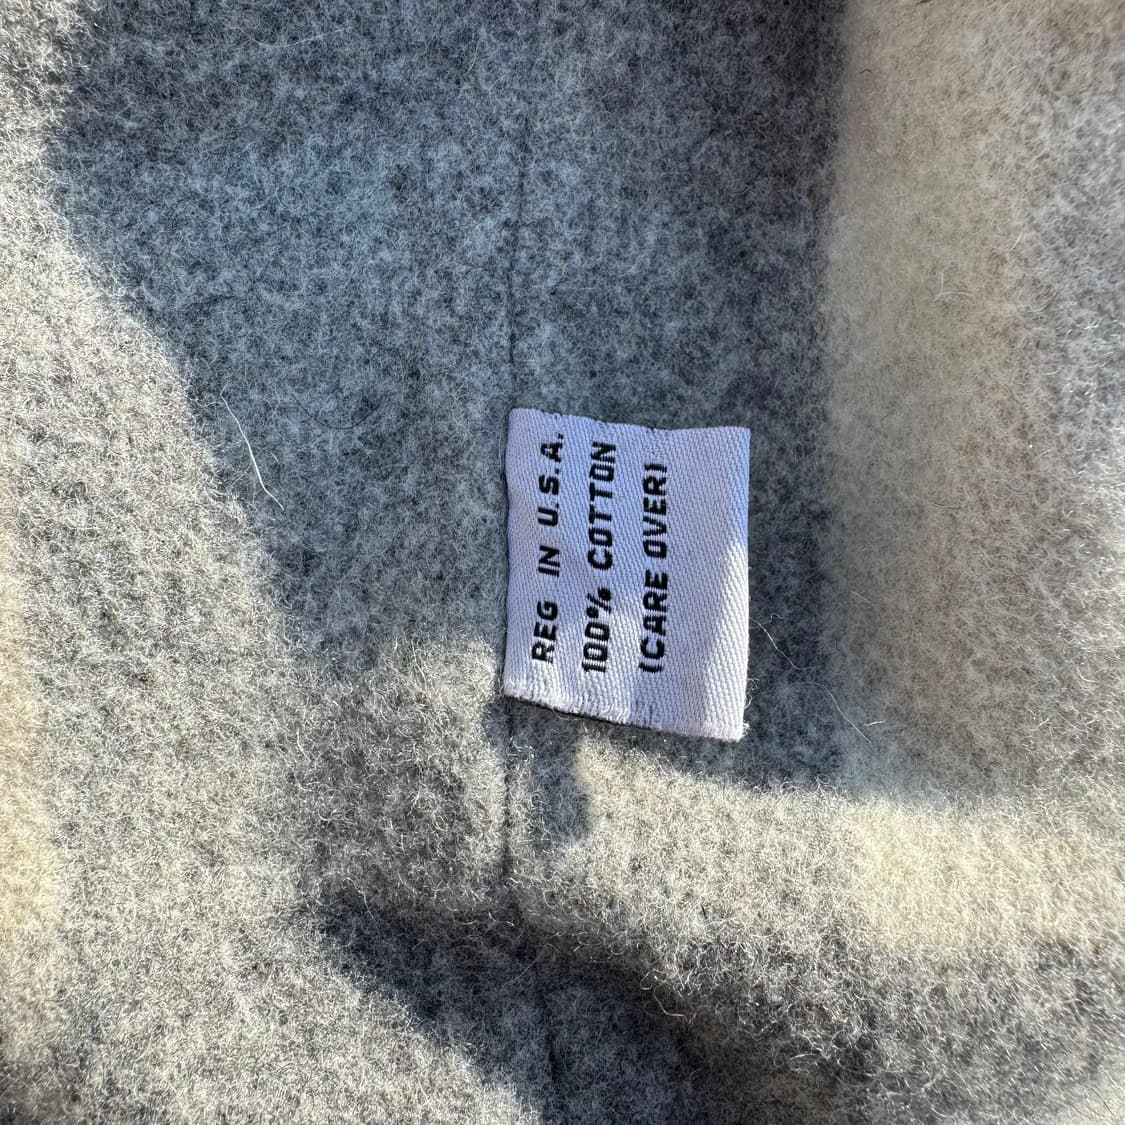 REG IN U.S.A.
100% COTTON
(CARE OVER)